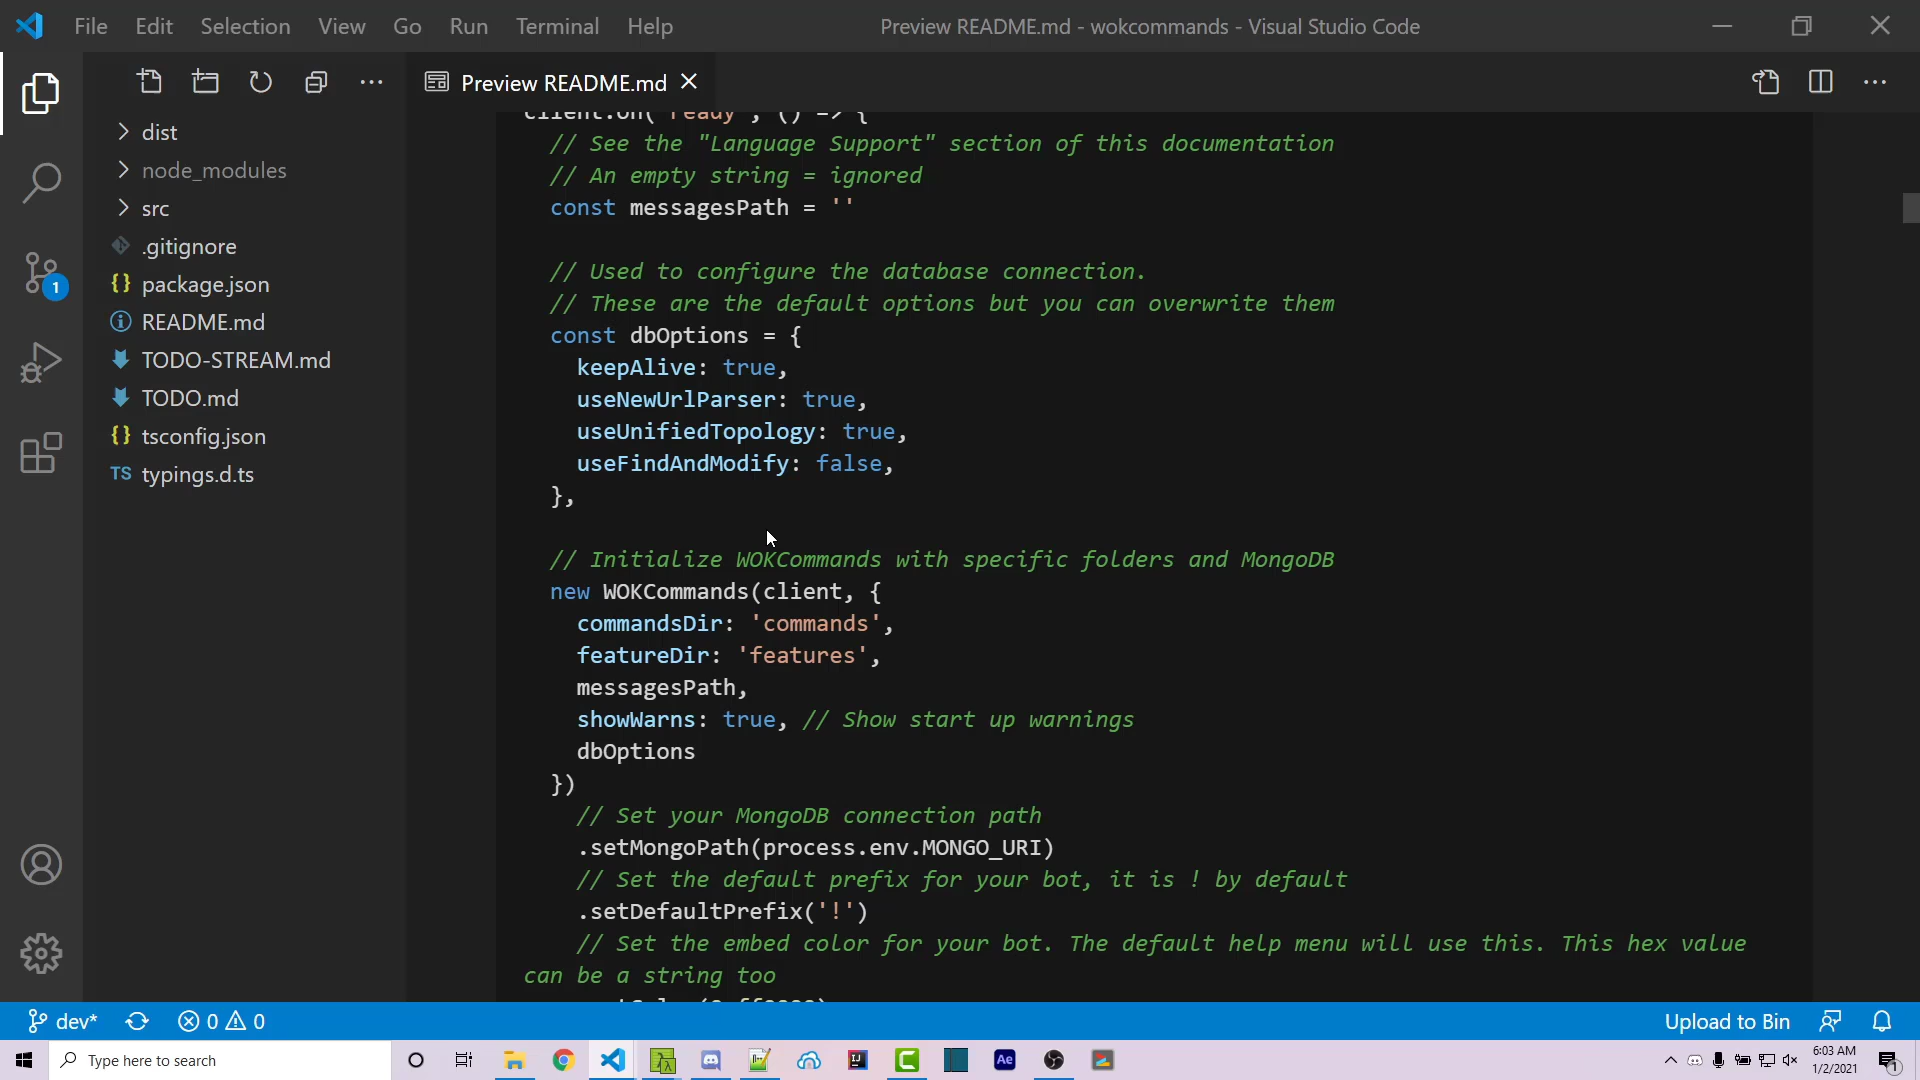 File Edit Selection View Go Run Terminal Help
Preview README.md - wokcommands - Visual Studio Code
Preview README.md
dist
node_modules
src
.gitignore
{} package.json
README.md
TODO-STREAM.md
TODO.md
{} tsconfig.json
TS typings.d.ts
client.on('ready', () => {
// See the "Language Support" section of this documentation
// An empty string = ignored
const messagesPath = ''
// Used to configure the database connection.
// These are the default options but you can overwrite them
const dbOptions = {
keepAlive: true,
useNewUrlParser: true,
useUnifiedTopology: true,
useFindAndModify: false,
},
// Initialize WOKCommands with specific folders and MongoDB
new WOKCommands(client, {
commandsDir: 'commands',
featureDir: 'features',
messagesPath,
showWarns: true, // Show start up warnings
dbOptions
})
// Set your MongoDB connection path
.setMongoPath(process.env.MONGO_URI)
// Set the default prefix for your bot, it is ! by default
.setDefaultPrefix('!')
// Set the embed color for your bot. The default help menu will use this. This hex value
can be a string too
1
dev* 0 0
Upload to Bin
Type here to search
Ae
6:03 AM
1/2/2021
1